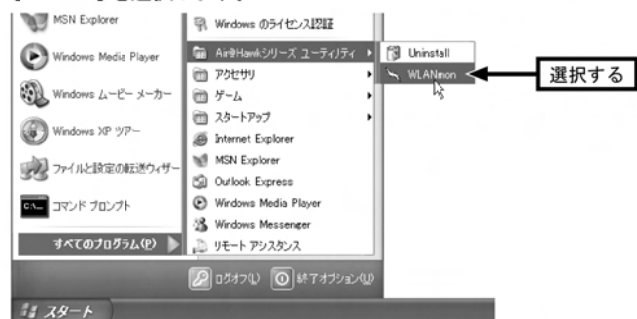 MSN Explorer
Windows Media Player
Windows ムービー メーカー
Windows XP ツアー
ファイルと設定の転送ウィザー
コマンド プロンプト
すべてのプログラム(P)
Windows のライセンス認証
Air@Hawkシリーズ ユーティリティ
アクセサリ
ゲーム
スタートアップ
Internet Explorer
MSN Explorer
Outlook Express
Windows Media Player
Windows Messenger
リモート アシスタンス
Uninstall
WLANmon
選択する
ログオフ(L)
終了オプション(U)
スタート